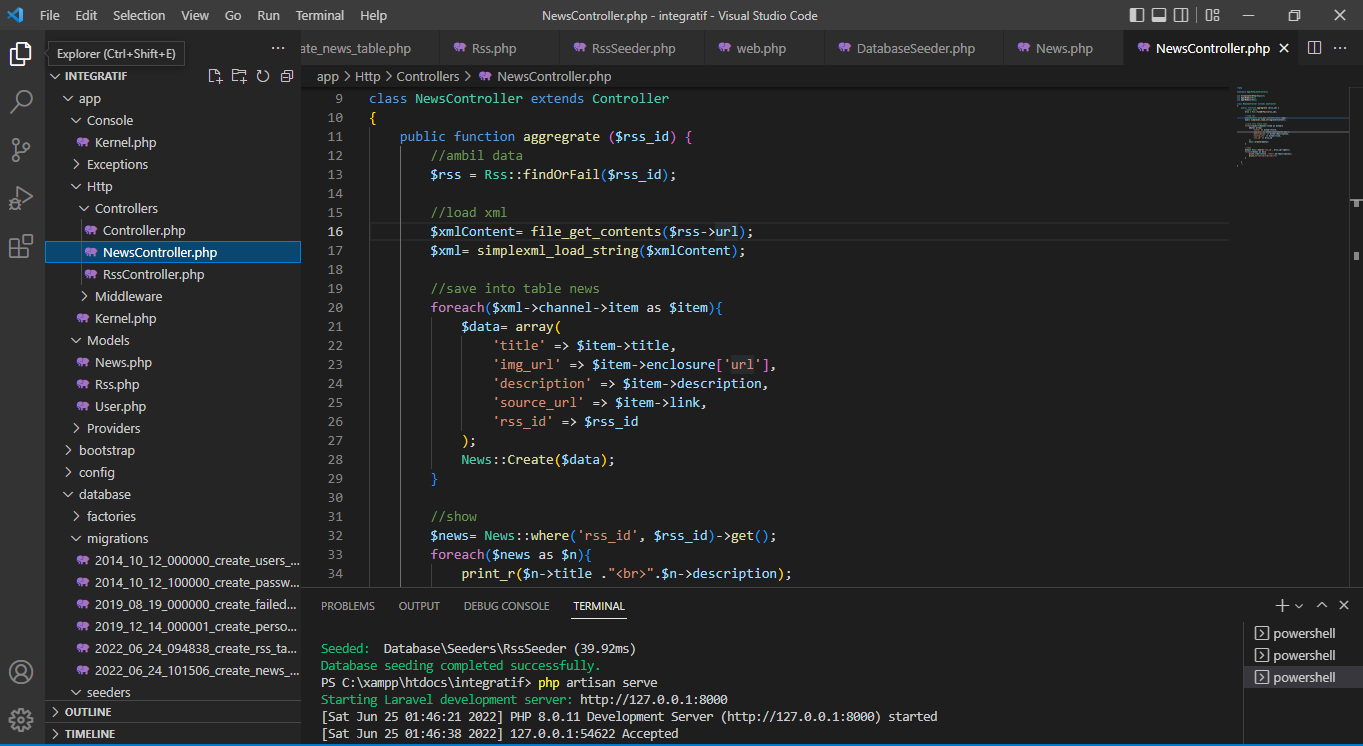 File Edit Selection View Go Run Terminal Help
NewsController.php - integratif - Visual Studio Code
Explorer (Ctrl+Shift+E)
ate_news_table.php Rss.php RssSeeder.php web.php DatabaseSeeder.php News.php NewsController.php
INTEGRATIF
app
Console
Kernel.php
Exceptions
Http
Controllers
Controller.php
NewsController.php
RssController.php
Middleware
Kernel.php
Models
News.php
Rss.php
User.php
Providers
bootstrap
config
database
factories
migrations
2014_10_12_000000_create_users_...
2014_10_12_100000_create_passw...
2019_08_19_000000_create_failed...
2019_12_14_000001_create_perso...
2022_06_24_094838_create_rss_ta...
2022_06_24_101506_create_news_...
seeders
OUTLINE
TIMELINE
app > Http > Controllers > NewsController.php
9 class NewsController extends Controller
10 {
11 public function aggregrate ($rss_id) {
12 //ambil data
13 $rss = Rss::findOrFail($rss_id);
14
15 //load xml
16 $xmlContent= file_get_contents($rss->url);
17 $xml= simplexml_load_string($xmlContent);
18
19 //save into table news
20 foreach($xml->channel->item as $item){
21 $data= array(
22 'title' => $item->title,
23 'img_url' => $item->enclosure['url'],
24 'description' => $item->description,
25 'source_url' => $item->link,
26 'rss_id' => $rss_id
27 );
28 News::Create($data);
29 }
30
31 //show
32 $news= News::where('rss_id', $rss_id)->get();
33 foreach($news as $n){
34 print_r($n->title ."<br>".$n->description);
PROBLEMS OUTPUT DEBUG CONSOLE TERMINAL
Seeded: Database\Seeders\RssSeeder (39.92ms)
Database seeding completed successfully.
PS C:\xampp\htdocs\integratif> php artisan serve
Starting Laravel development server: http://127.0.0.1:8000
[Sat Jun 25 01:46:21 2022] PHP 8.0.11 Development Server (http://127.0.0.1:8000) started
[Sat Jun 25 01:46:38 2022] 127.0.0.1:54622 Accepted
powershell
powershell
powershell